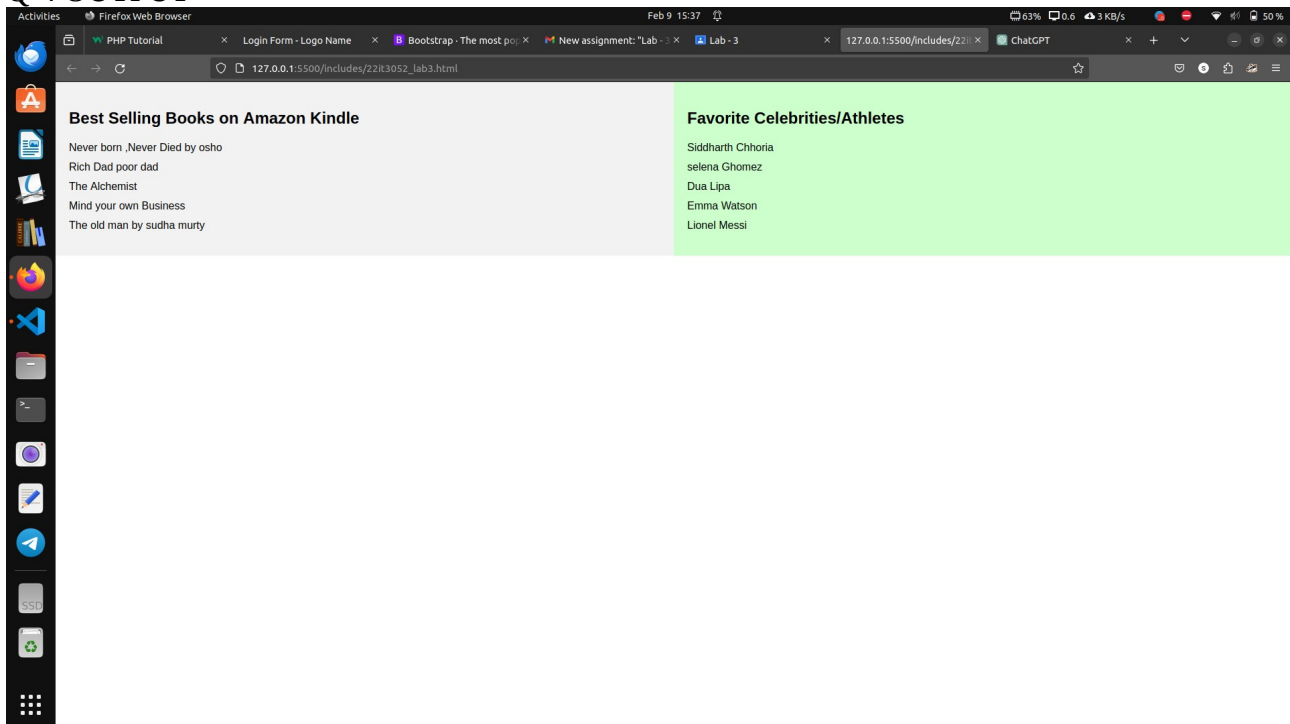 Activities Firefox Web Browser Feb 9 15:37 63% 0.6 3 KB/s 50 %
PHP Tutorial Login Form - Logo Name Bootstrap · The most pop New assignment: "Lab - 3 Lab - 3 127.0.0.1:5500/includes/22it ChatGPT
127.0.0.1:5500/includes/22it3052_lab3.html
Best Selling Books on Amazon Kindle
Never born ,Never Died by osho
Rich Dad poor dad
The Alchemist
Mind your own Business
The old man by sudha murty
Favorite Celebrities/Athletes
Siddharth Chhoria
selena Ghomez
Dua Lipa
Emma Watson
Lionel Messi
SSD